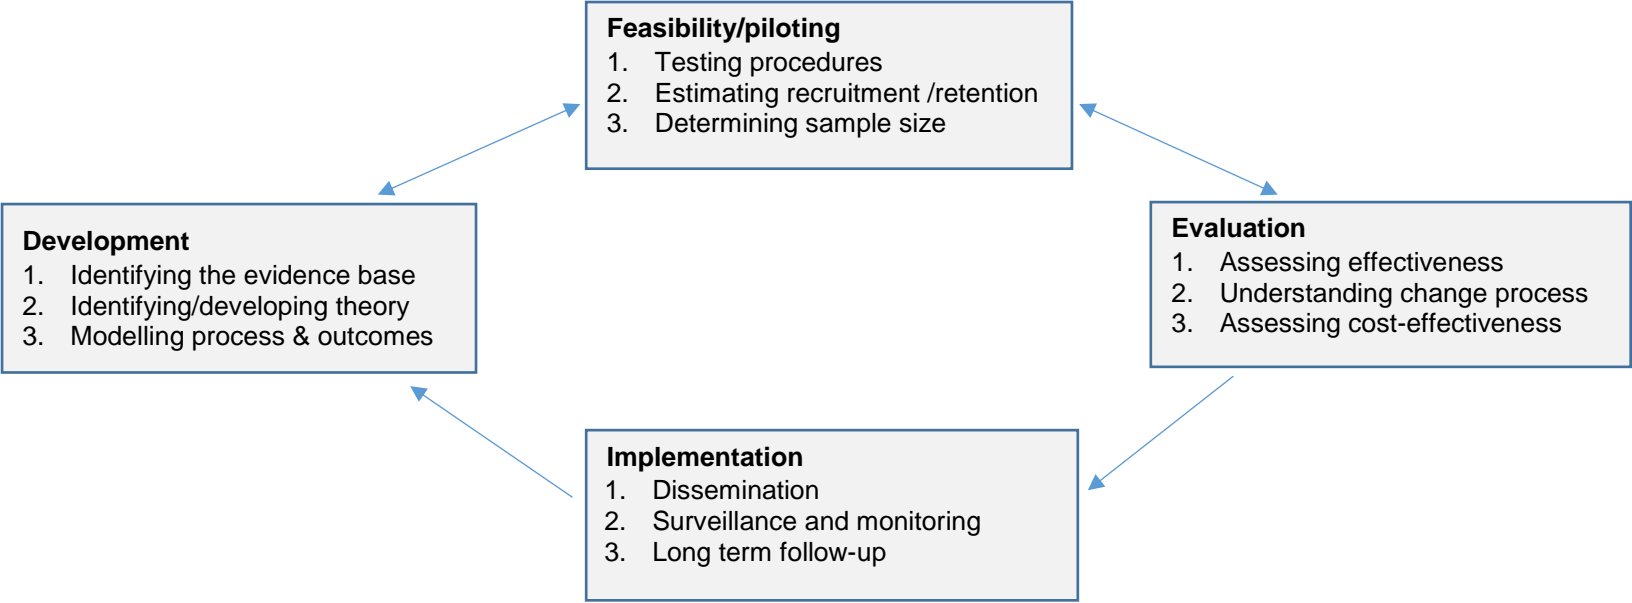 Feasibility/piloting
1. Testing procedures
2. Estimating recruitment /retention
3. Determining sample size
Development
1. Identifying the evidence base
2. Identifying/developing theory
3. Modelling process & outcomes
Evaluation
1. Assessing effectiveness
2. Understanding change process
3. Assessing cost-effectiveness
Implementation
1. Dissemination
2. Surveillance and monitoring
3. Long term follow-up